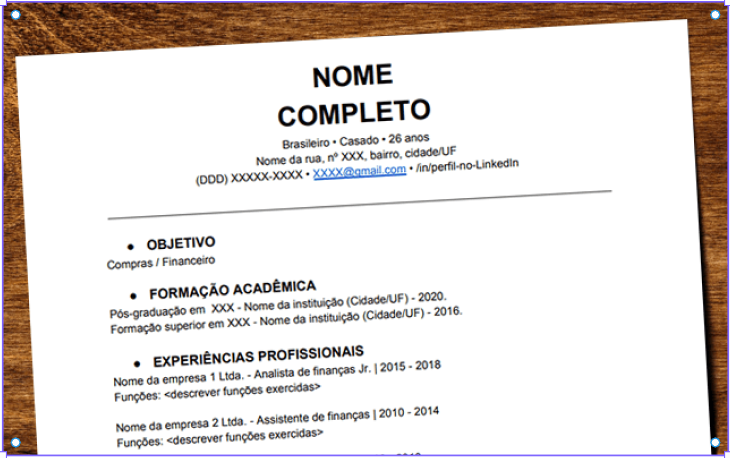 NOME
COMPLETO
Brasileiro • Casado • 26 anos
Nome da rua, nº XXX, bairro, cidade/UF
(DDD) XXXXX-XXXX • XXXX@gmail.com • /in/perfil-no-LinkedIn
● OBJETIVO
Compras / Financeiro
● FORMAÇÃO ACADÊMICA
Pós-graduação em XXX - Nome da instituição (Cidade/UF) - 2020.
Formação superior em XXX - Nome da instituição (Cidade/UF) - 2016.
● EXPERIÊNCIAS PROFISSIONAIS
Nome da empresa 1 Ltda. - Analista de finanças Jr. | 2015 - 2018
Funções: <descrever funções exercidas>
Nome da empresa 2 Ltda. - Assistente de finanças | 2010 - 2014
Funções: <descrever funções exercidas>